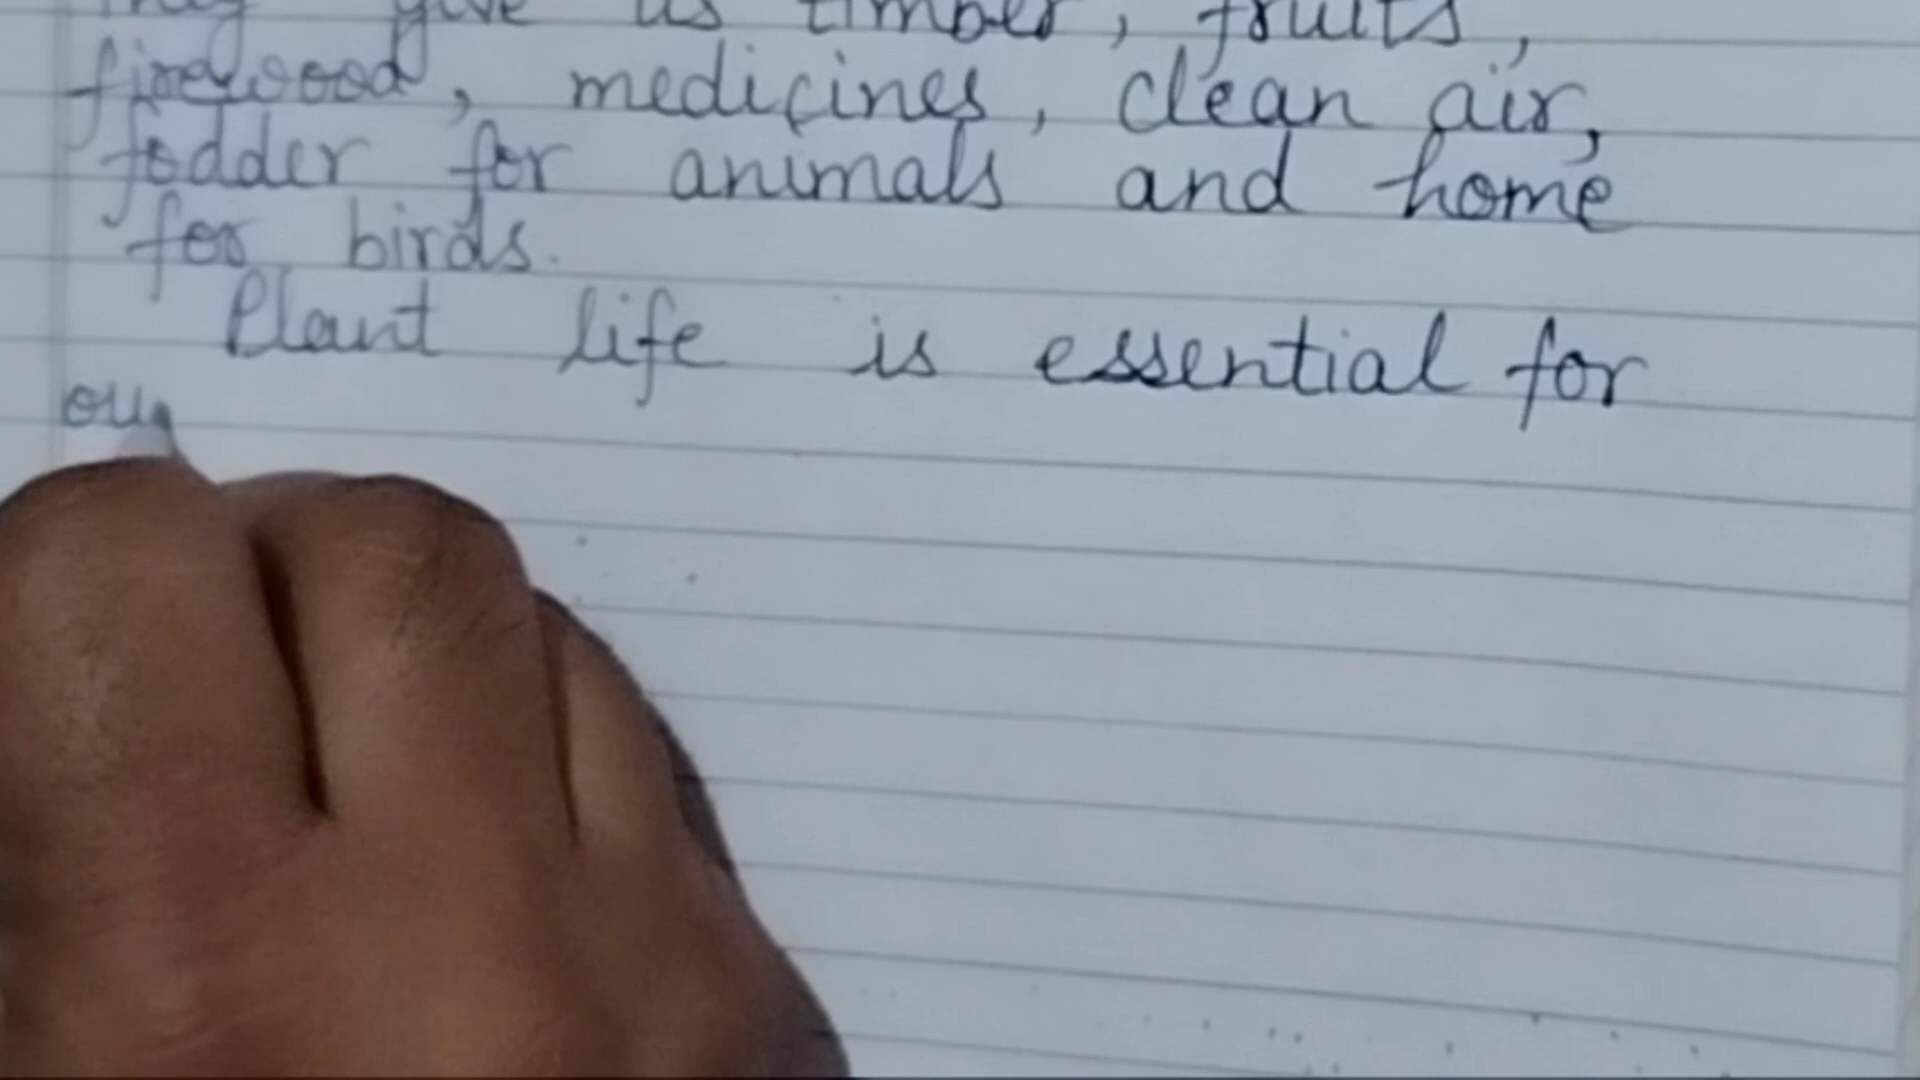 They give us timber, fruits,
firewood, medicines, clean air,
fodder for animals and home
for birds.
Plant life is essential for
ou